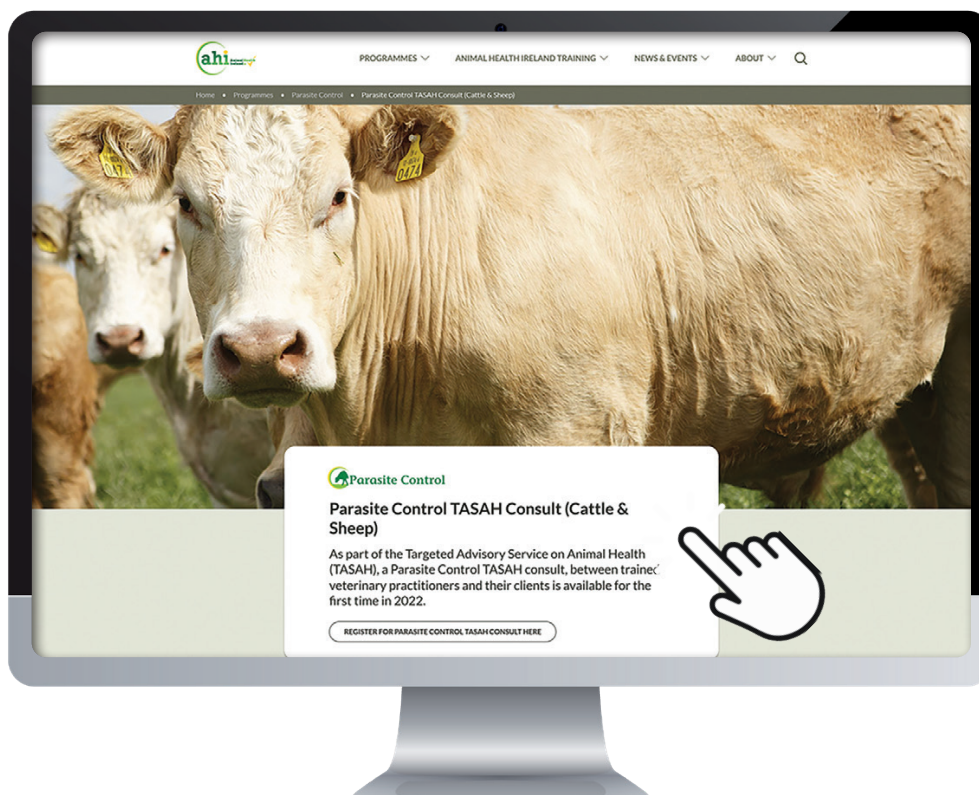 ahi
PROGRAMMES ANIMAL HEALTH IRELAND TRAINING NEWS & EVENTS ABOUT
Home • Programmes • Parasite Control • Parasite Control TASAH Consult (Cattle & Sheep)
0474
Parasite Control
Parasite Control TASAH Consult (Cattle &
Sheep)
As part of the Targeted Advisory Service on Animal Health
(TASAH), a Parasite Control TASAH consult, between trained
veterinary practitioners and their clients is available for the
first time in 2022.
REGISTER FOR PARASITE CONTROL TASAH CONSULT HERE